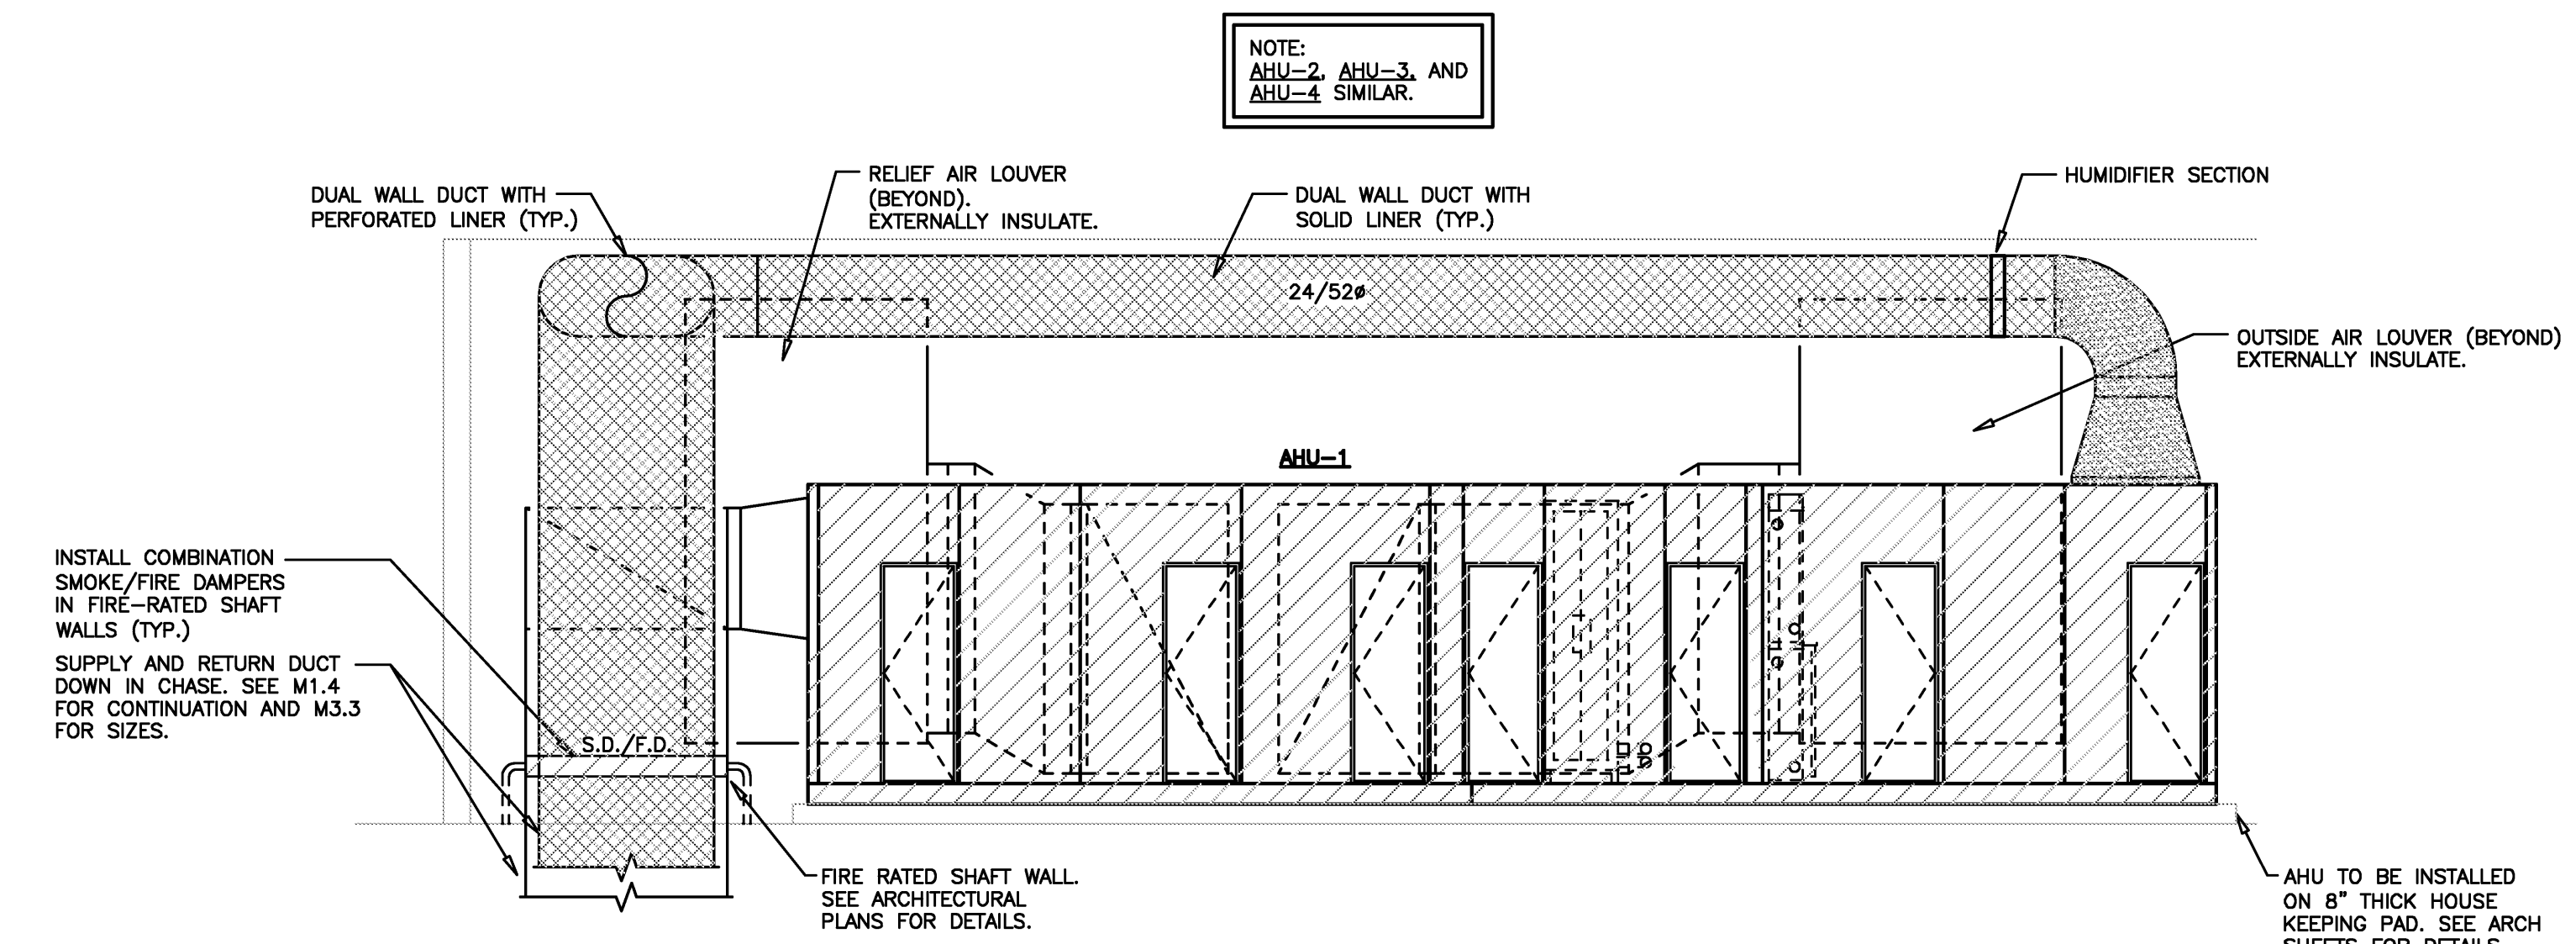 NOTE:
AHU-2, AHU-3, AND
AHU-4 SIMILAR.
RELIEF AIR LOUVER
(BEYOND).
EXTERNALLY INSULATE.
DUAL WALL DUCT WITH
PERFORATED LINER (TYP.)
DUAL WALL DUCT WITH
SOLID LINER (TYP.)
HUMIDIFIER SECTION
24/52ø
OUTSIDE AIR LOUVER (BEYOND)
EXTERNALLY INSULATE.
AHU-1
INSTALL COMBINATION
SMOKE/FIRE DAMPERS
IN FIRE-RATED SHAFT
WALLS (TYP.)
SUPPLY AND RETURN DUCT
DOWN IN CHASE. SEE M1.4
FOR CONTINUATION AND M3.3
FOR SIZES.
S.D./F.D.
FIRE RATED SHAFT WALL.
SEE ARCHITECTURAL
PLANS FOR DETAILS.
AHU TO BE INSTALLED
ON 8" THICK HOUSE
KEEPING PAD. SEE ARCH
SHEETS FOR DETAILS